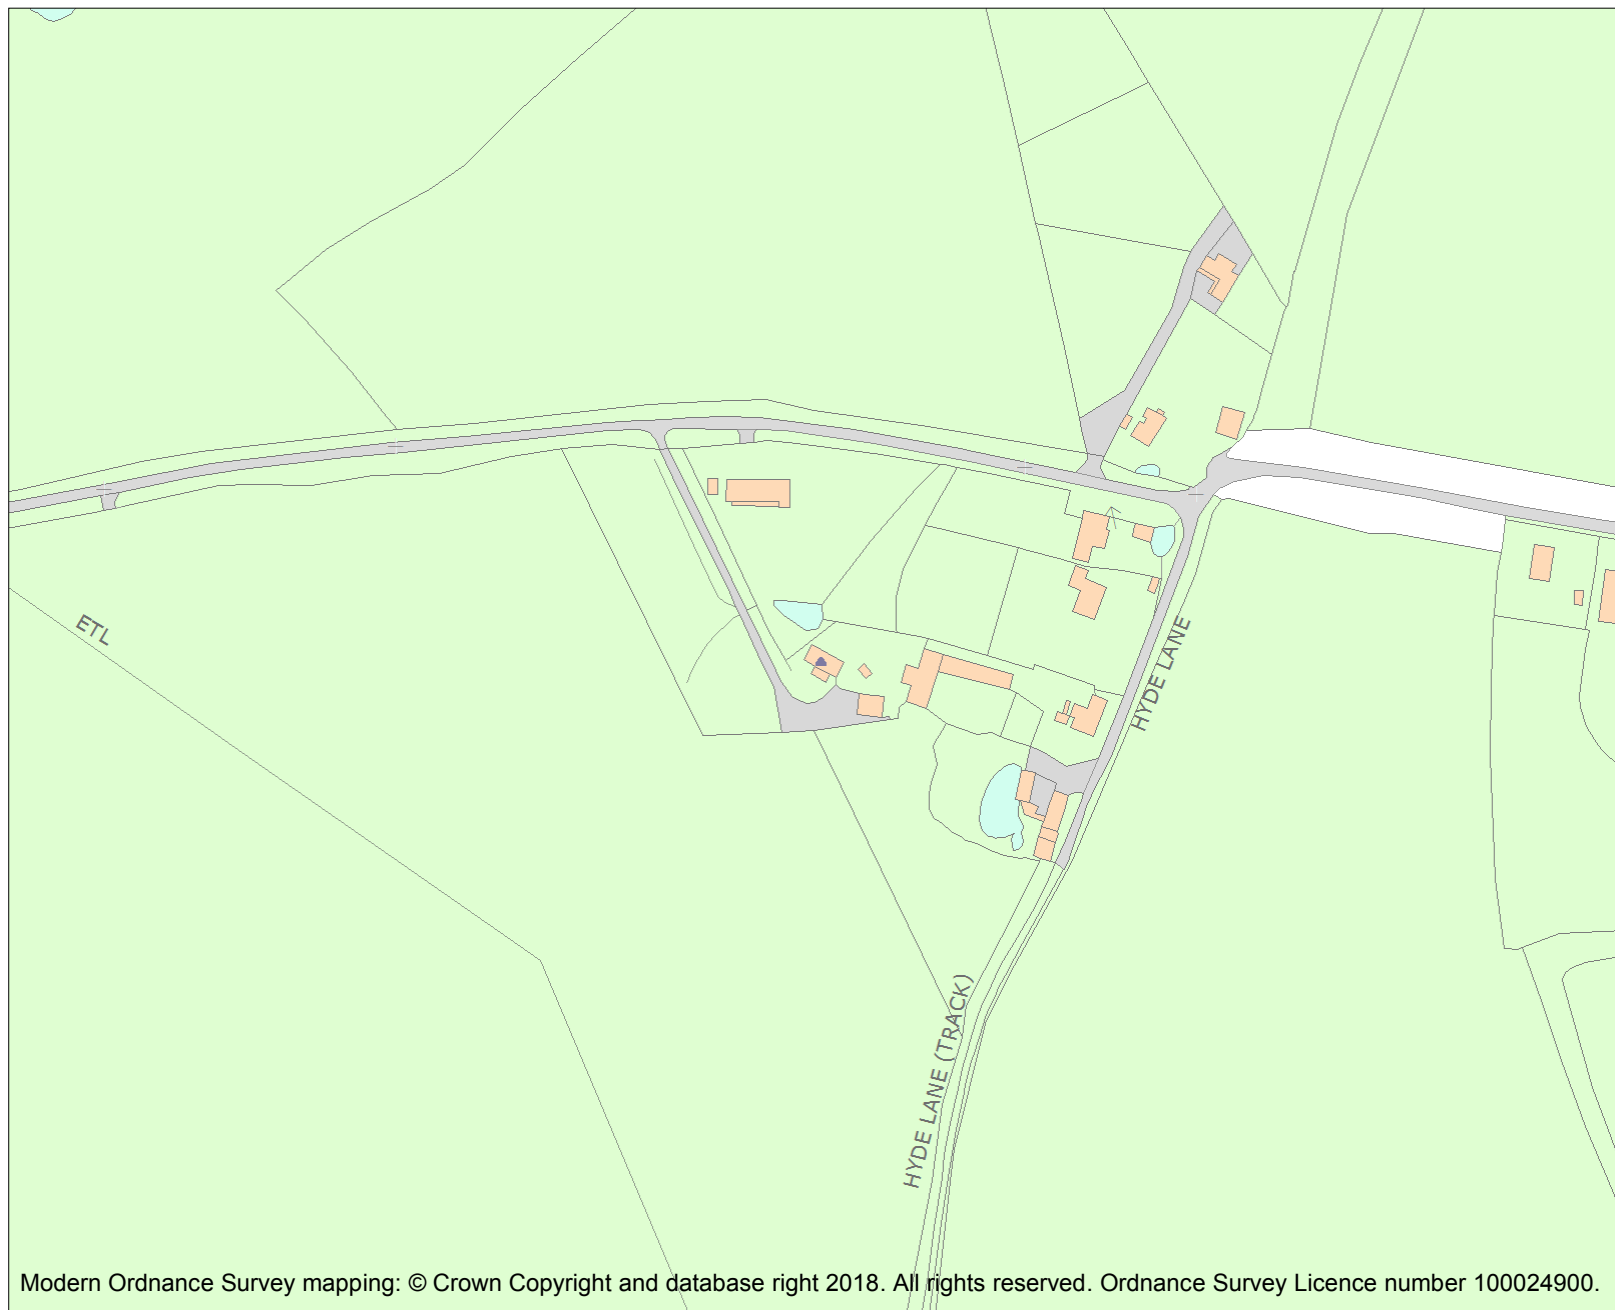 ETL
HYDE LANE
HYDE LANE (TRACK)
Modern Ordnance Survey mapping: © Crown Copyright and database right 2018. All rights reserved. Ordnance Survey Licence number 100024900.